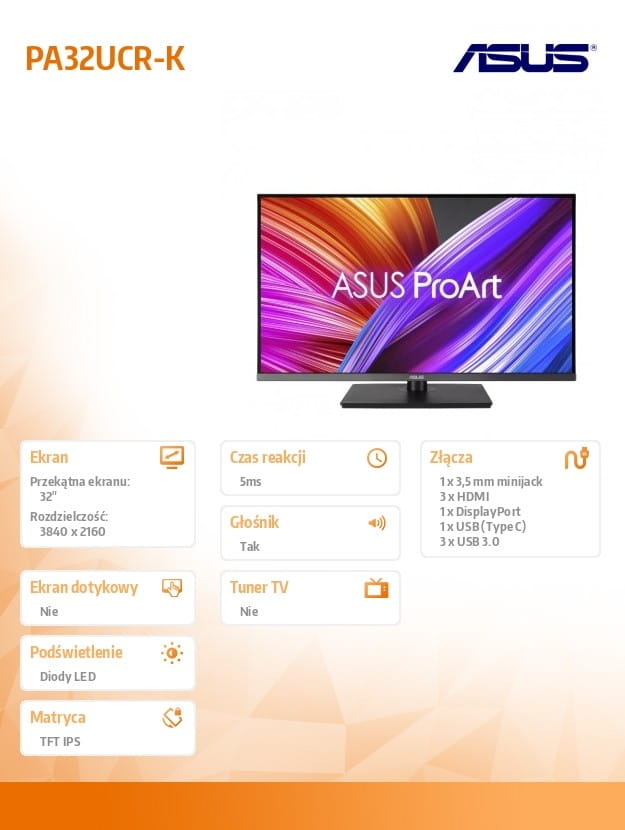 PA32UCR-K
ASUS
ASUS ProArt
ASUS
Ekran
Przekątna ekranu:
32"
Rozdzielczość:
3840 x 2160
Czas reakcji
5ms
Głośnik
Tak
Złącza
1 x 3,5 mm minijack
3 x HDMI
1 x DisplayPort
1 x USB (Type C)
3 x USB 3.0
Ekran dotykowy
Nie
Tuner TV
Nie
Podświetlenie
Diody LED
Matryca
TFT IPS